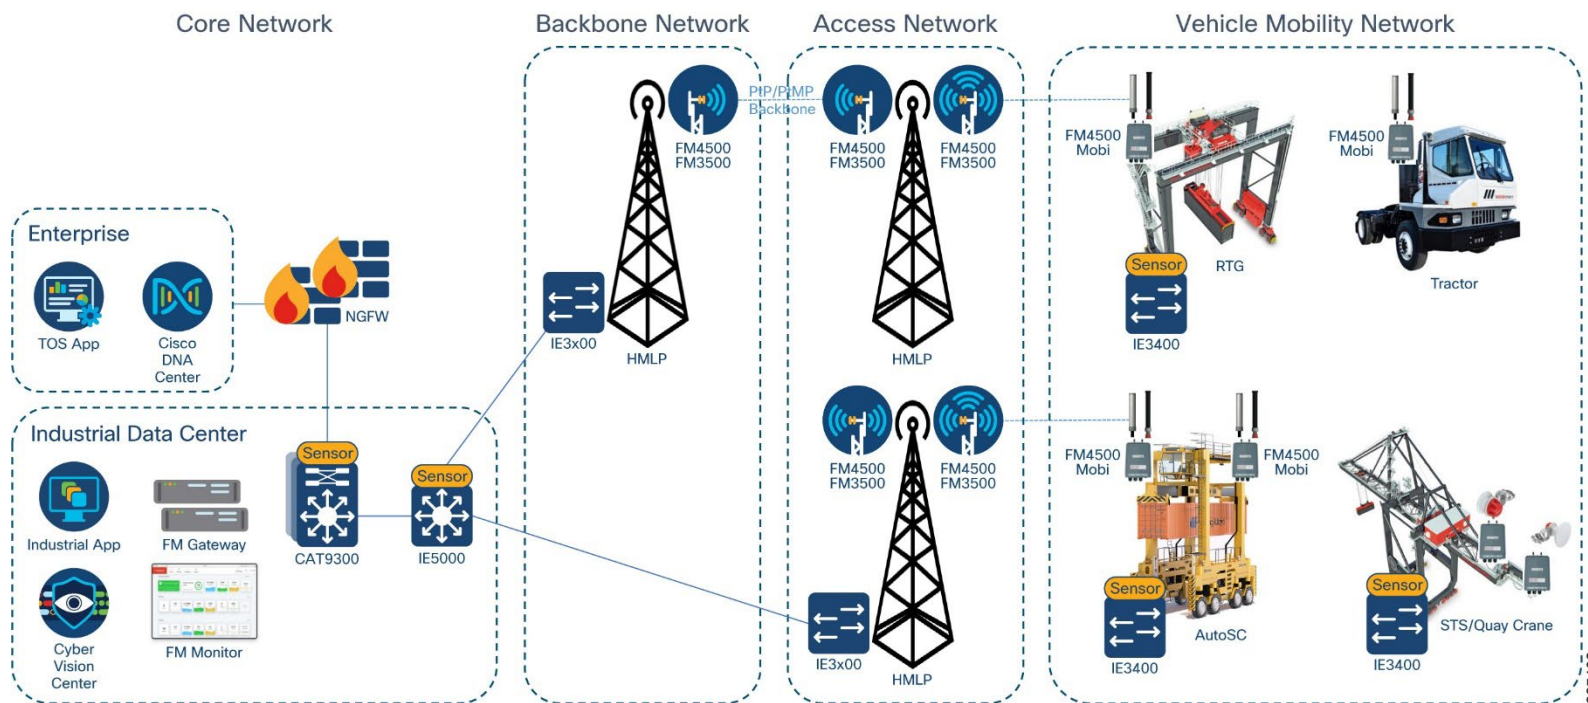 Core Network
Backbone Network
Access Network
Vehicle Mobility Network
Enterprise
TOS App
Cisco
DNA
Center
NGFW
Industrial Data Center
Industrial App
FM Gateway
Cyber
Vision
Center
FM Monitor
Sensor
CAT9300
Sensor
IE5000
FM4500
FM3500
IE3x00
HMLP
PtP/PtMP
Backbone
FM4500
FM3500
FM4500
FM3500
HMLP
FM4500
FM3500
FM4500
FM3500
IE3x00
HMLP
FM4500
Mobi
RTG
Sensor
IE3400
FM4500
Mobi
Tractor
FM4500
Mobi
FM4500
Mobi
AutoSC
Sensor
IE3400
STS/Quay Crane
Sensor
IE3400